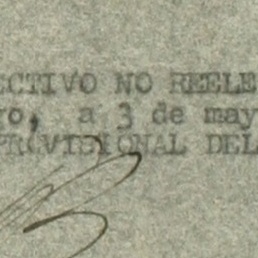 ECTIVO NO REELE
ro, a 3 de may
PROVISIONAL DEL